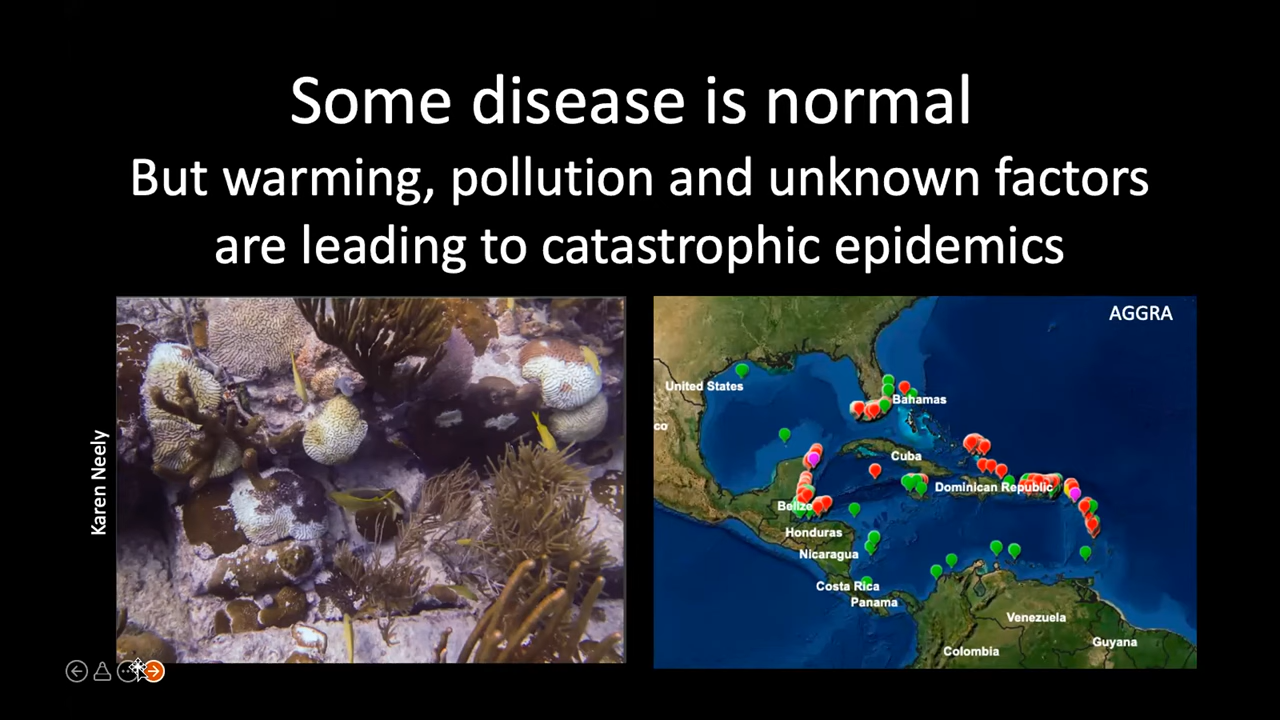 Some disease is normal
But warming, pollution and unknown factors
are leading to catastrophic epidemics
Karen Neely
AGGRA
United States
co
Bahamas
Cuba
Dominican Republic
Belize
Honduras
Nicaragua
Costa Rica
Panama
Venezuela
Guyana
Colombia